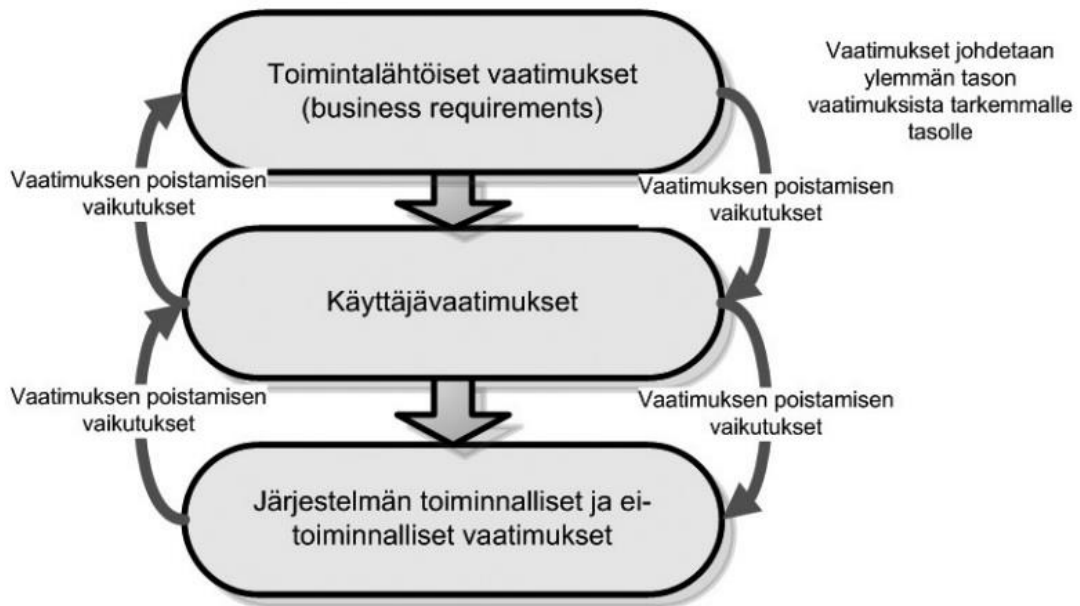 Toimintalähtöiset vaatimukset
(business requirements)
Vaatimukset johdetaan
ylemmän tason
vaatimuksista tarkemmalle
tasolle
Vaatimuksen poistamisen
vaikutukset
Vaatimuksen poistamisen
vaikutukset
Käyttäjävaatimukset
Vaatimuksen poistamisen
vaikutukset
Vaatimuksen poistamisen
vaikutukset
Järjestelmän toiminnalliset ja ei-
toiminnalliset vaatimukset